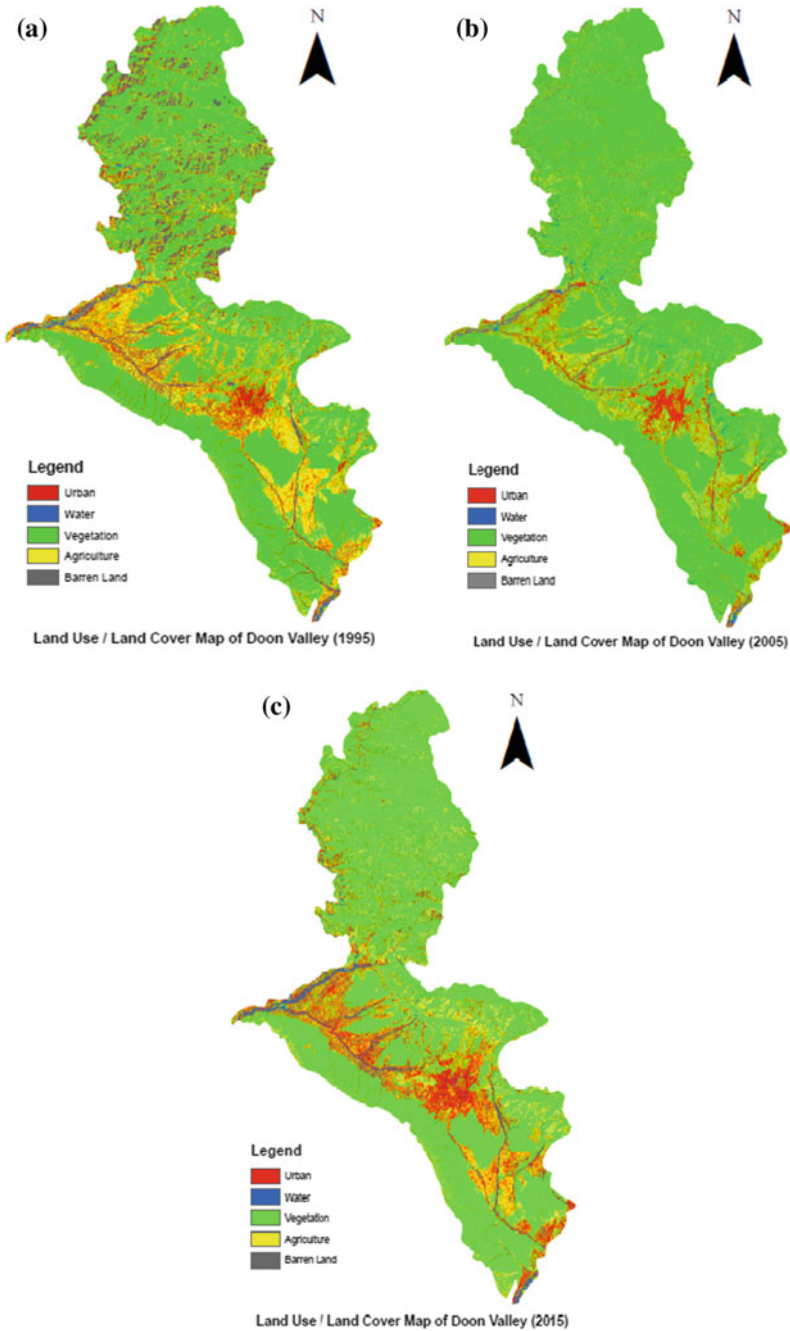 (a)
N
Legend
Urban
Water
Vegetation
Agriculture
Barren Land
Land Use / Land Cover Map of Doon Valley (1995)
(b)
N
Legend
Urban
Water
Vegetation
Agriculture
Barren Land
Land Use / Land Cover Map of Doon Valley (2005)
(c)
N
Legend
Urban
Water
Vegetation
Agriculture
Barren Land
Land Use / Land Cover Map of Doon Valley (2015)